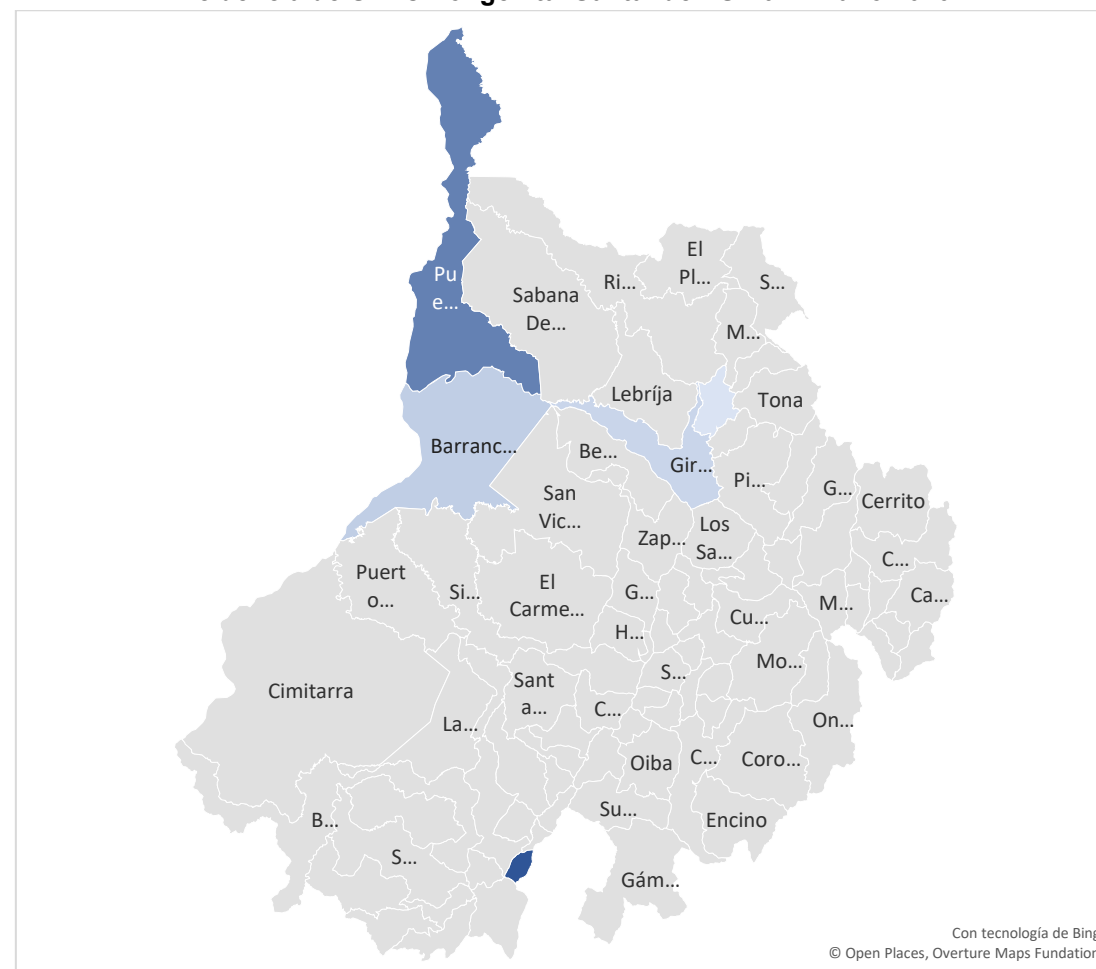 El
Pl...
S...
Ri...
Pu
e...
Sabana
De...
M...
Lebríja
Tona
Barranc...
Be...
Gir...
Pi...
G...
Cerrito
San
Vic...
Zap...
Los
Sa...
C...
Puert
o...
Si...
El
Carme...
G...
M...
Ca...
H...
Cu...
S...
Mo...
Cimitarra
Sant
a...
C...
La...
On...
Oiba
C...
Coro...
Su...
Encino
B...
S...
Gám...
Con tecnología de Bing
© Open Places, Overture Maps Fundation